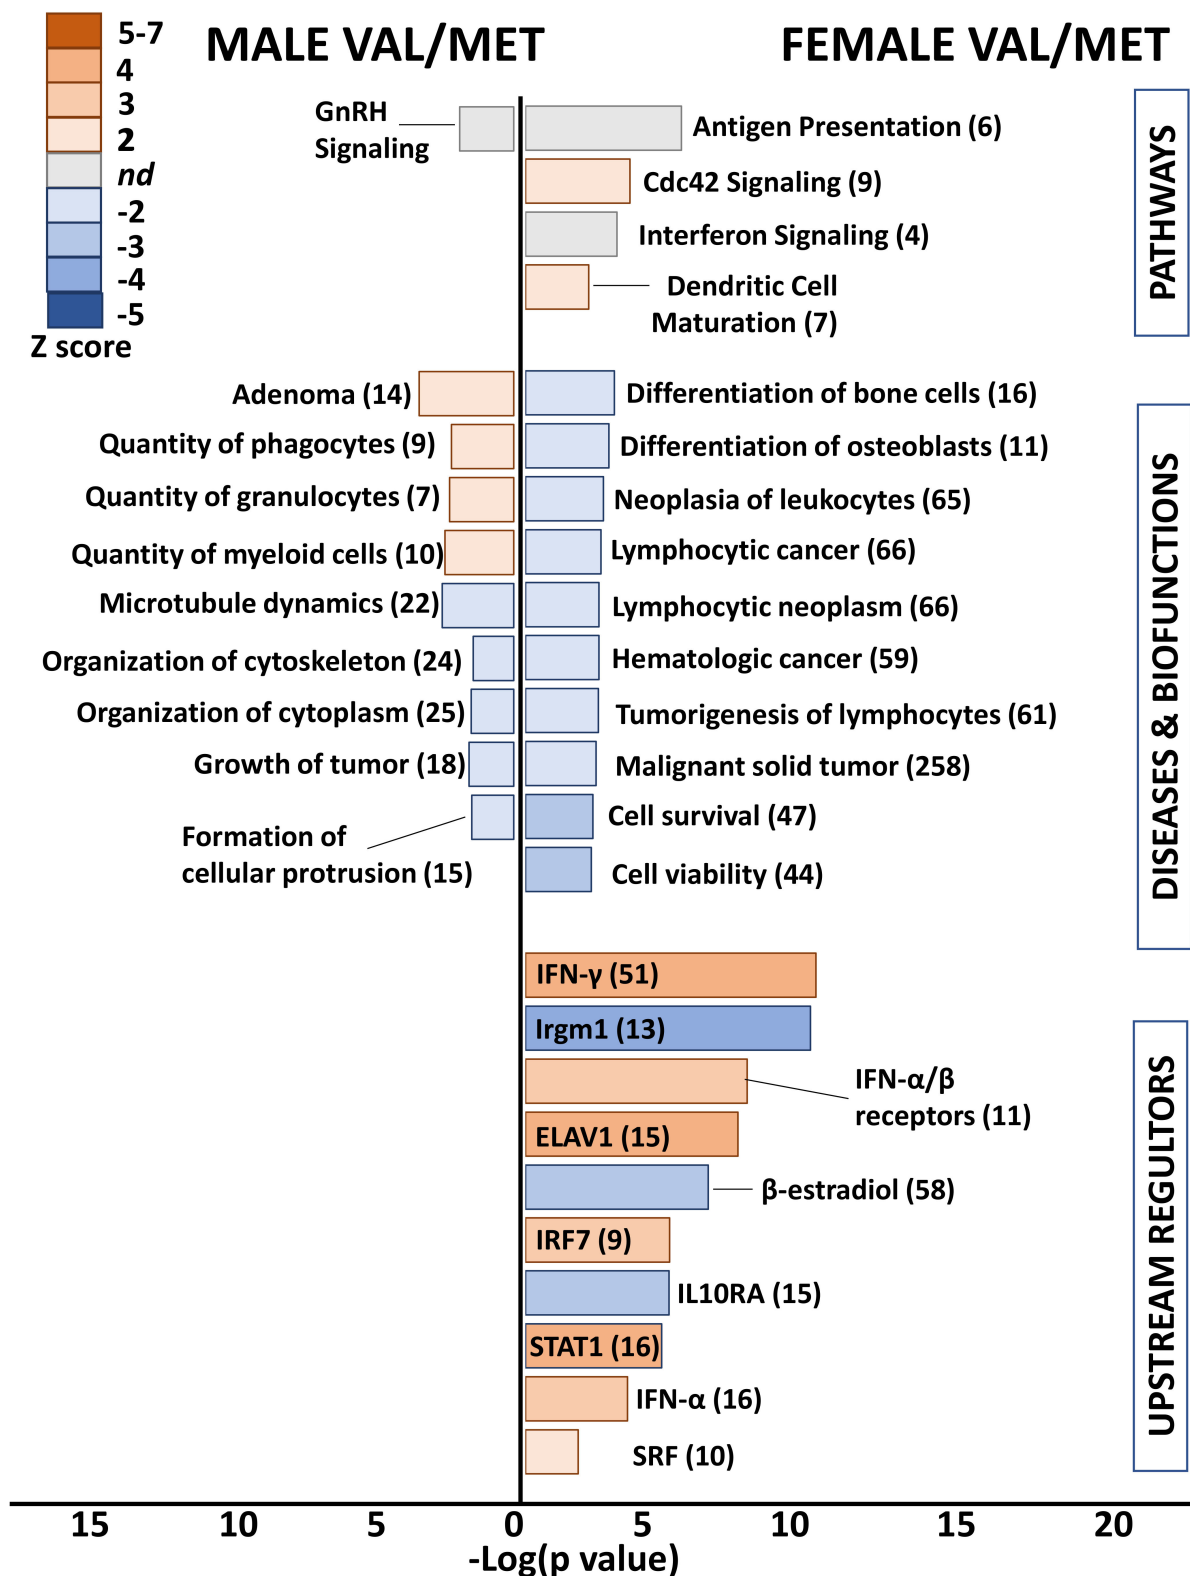 5-7
4
3
2
nd
-2
-3
-4
-5
Z score
MALE VAL/MET
FEMALE VAL/MET
GnRH
Signaling
Antigen Presentation (6)
Cdc42 Signaling (9)
Interferon Signaling (4)
Dendritic Cell
Maturation (7)
PATHWAYS
Adenoma (14)
Quantity of phagocytes (9)
Quantity of granulocytes (7)
Quantity of myeloid cells (10)
Microtubule dynamics (22)
Organization of cytoskeleton (24)
Organization of cytoplasm (25)
Growth of tumor (18)
Formation of
cellular protrusion (15)
Differentiation of bone cells (16)
Differentiation of osteoblasts (11)
Neoplasia of leukocytes (65)
Lymphocytic cancer (66)
Lymphocytic neoplasm (66)
Hematologic cancer (59)
Tumorigenesis of lymphocytes (61)
Malignant solid tumor (258)
Cell survival (47)
Cell viability (44)
DISEASES & BIOFUNCTIONS
IFN-γ (51)
Irgm1 (13)
IFN-α/β
receptors (11)
ELAV1 (15)
β-estradiol (58)
IRF7 (9)
IL10RA (15)
STAT1 (16)
IFN-α (16)
SRF (10)
UPSTREAM REGULTORS
15 10 5 0 5 10 15 20
-Log(p value)